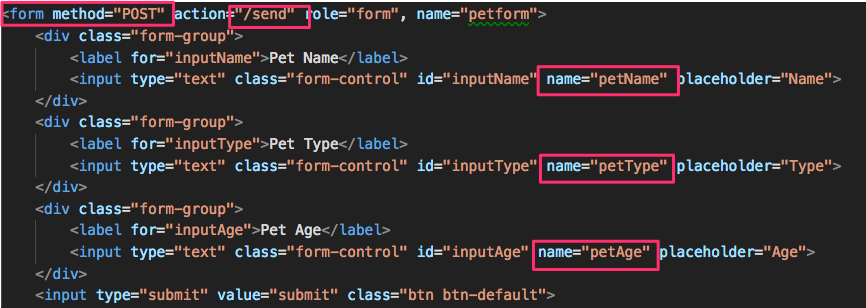 <form method="POST" action="/send" role="form", name="petform">
<div class="form-group">
<label for="inputName">Pet Name</label>
<input type="text" class="form-control" id="inputName" name="petName" placeholder="Name">
</div>
<div class="form-group">
<label for="inputType">Pet Type</label>
<input type="text" class="form-control" id="inputType" name="petType" placeholder="Type">
</div>
<div class="form-group">
<label for="inputAge">Pet Age</label>
<input type="text" class="form-control" id="inputAge" name="petAge" placeholder="Age">
</div>
<input type="submit" value="submit" class="btn btn-default">